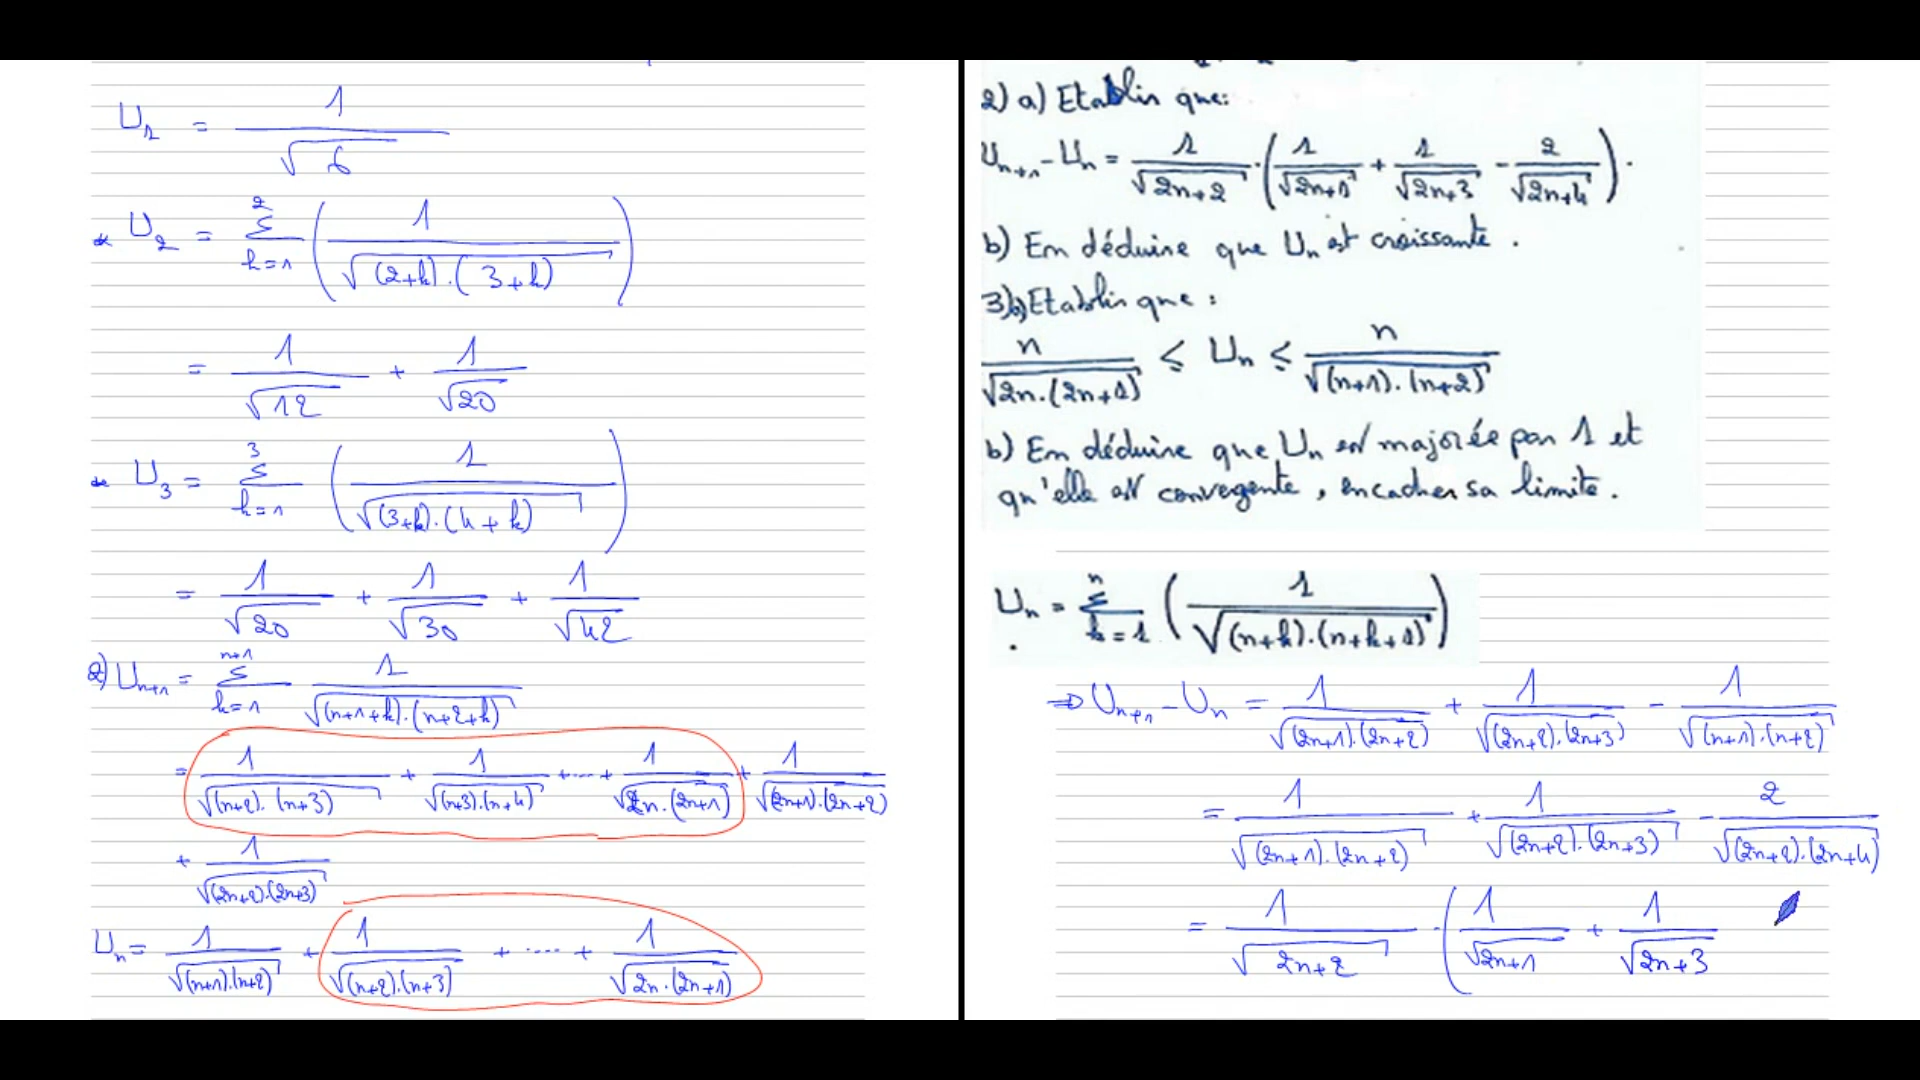 U₁ = 1/√6
* U₂ = Σ_{k=1}^{2} ( 1/√((2+k).(3+k)) )
= 1/√12 + 1/√20
* U₃ = Σ_{k=1}^{3} ( 1/√((3+k).(4+k)) )
= 1/√20 + 1/√30 + 1/√42
2) Uₙ₊₁ = Σ_{k=1}^{n+1} 1/√((n+1+k).(n+2+k))
= 1/√((n+2).(n+3)) + 1/√((n+3).(n+4)) + ... + 1/√(2n.(2n+1)) + 1/√((2n+1).(2n+2))
+ 1/√((2n+2).(2n+3))
Uₙ = 1/√((n+1).(n+2)) + 1/√((n+2).(n+3)) + .... + 1/√(2n.(2n+1))
2) a) Etablir que:
Uₙ₊₁ - Uₙ = 1/√(2n+2) . ( 1/√(2n+1) + 1/√(2n+3) - 2/√(2n+4) ).
b) En déduire que Uₙ est croissante.
3) a) Etablir que :
n/√(2n.(2n+1)) ≤ Uₙ ≤ n/√((n+1).(n+2))
b) En déduire que Uₙ est majorée par 1 et
qu'elle est convergente, encadrer sa limite.
Uₙ = Σ_{k=1}^{n} ( 1/√((n+k).(n+k+1)) )
⇒ Uₙ₊₁ - Uₙ = 1/√((2n+1).(2n+2)) + 1/√((2n+2).(2n+3)) - 1/√((n+1).(n+2))
= 1/√((2n+1).(2n+2)) + 1/√((2n+2).(2n+3)) - 2/√((2n+2).(2n+4))
= 1/√(2n+2) . ( 1/√(2n+1) + 1/√(2n+3)